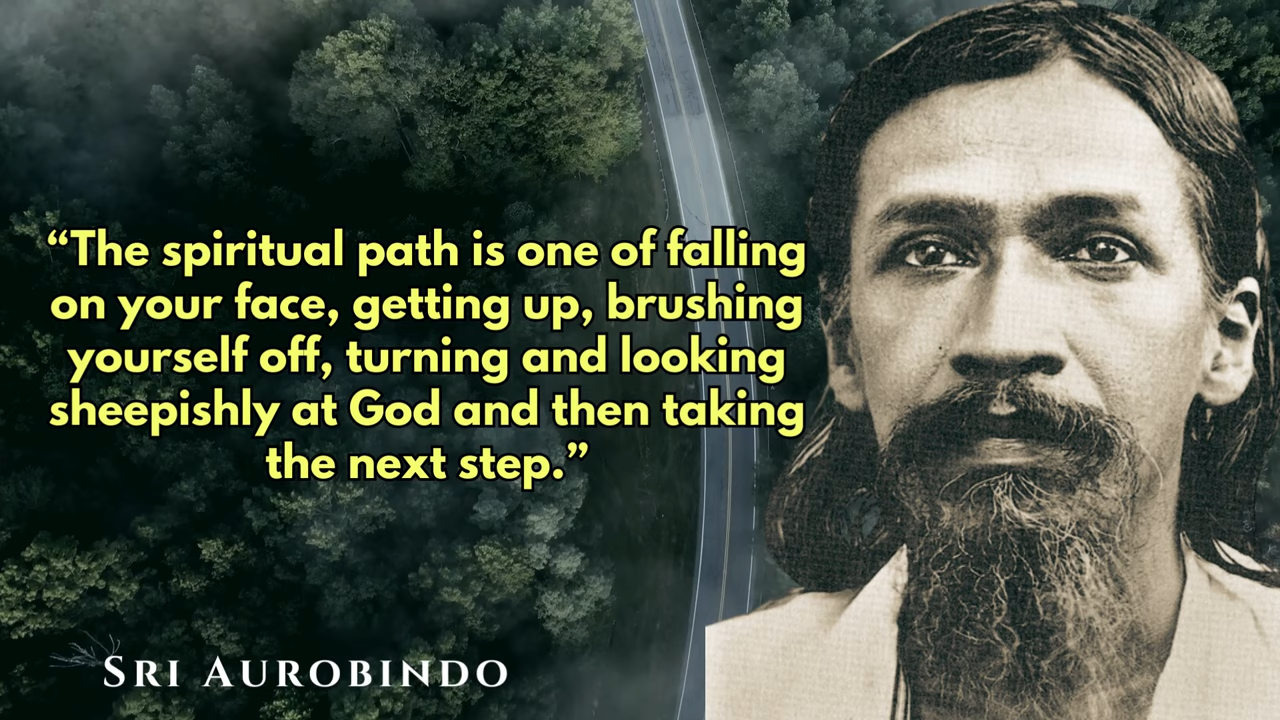 “The spiritual path is one of falling
on your face, getting up, brushing
yourself off, turning and looking
sheepishly at God and then taking
the next step.”
Sri Aurobindo